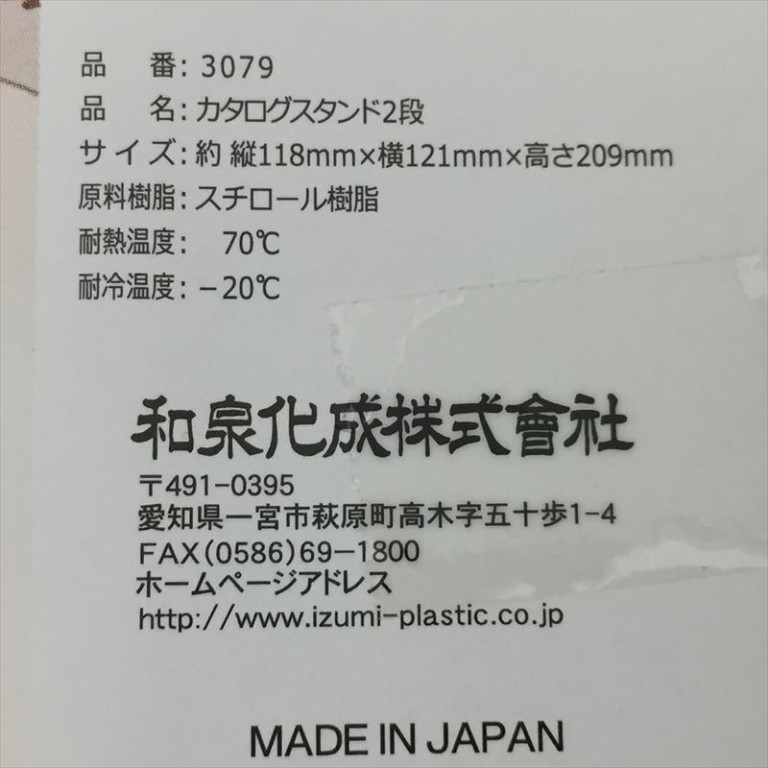 品　番: 3079
品　名: カタログスタンド2段
サイズ: 約 縦118mm×横121mm×高さ209mm
原料樹脂: スチロール樹脂
耐熱温度:　70℃
耐冷温度: −20℃
和泉化成株式會社
〒491-0395
愛知県一宮市萩原町高木字五十歩1-4
FAX(0586)69-1800
ホームページアドレス
http://www.izumi-plastic.co.jp
MADE IN JAPAN